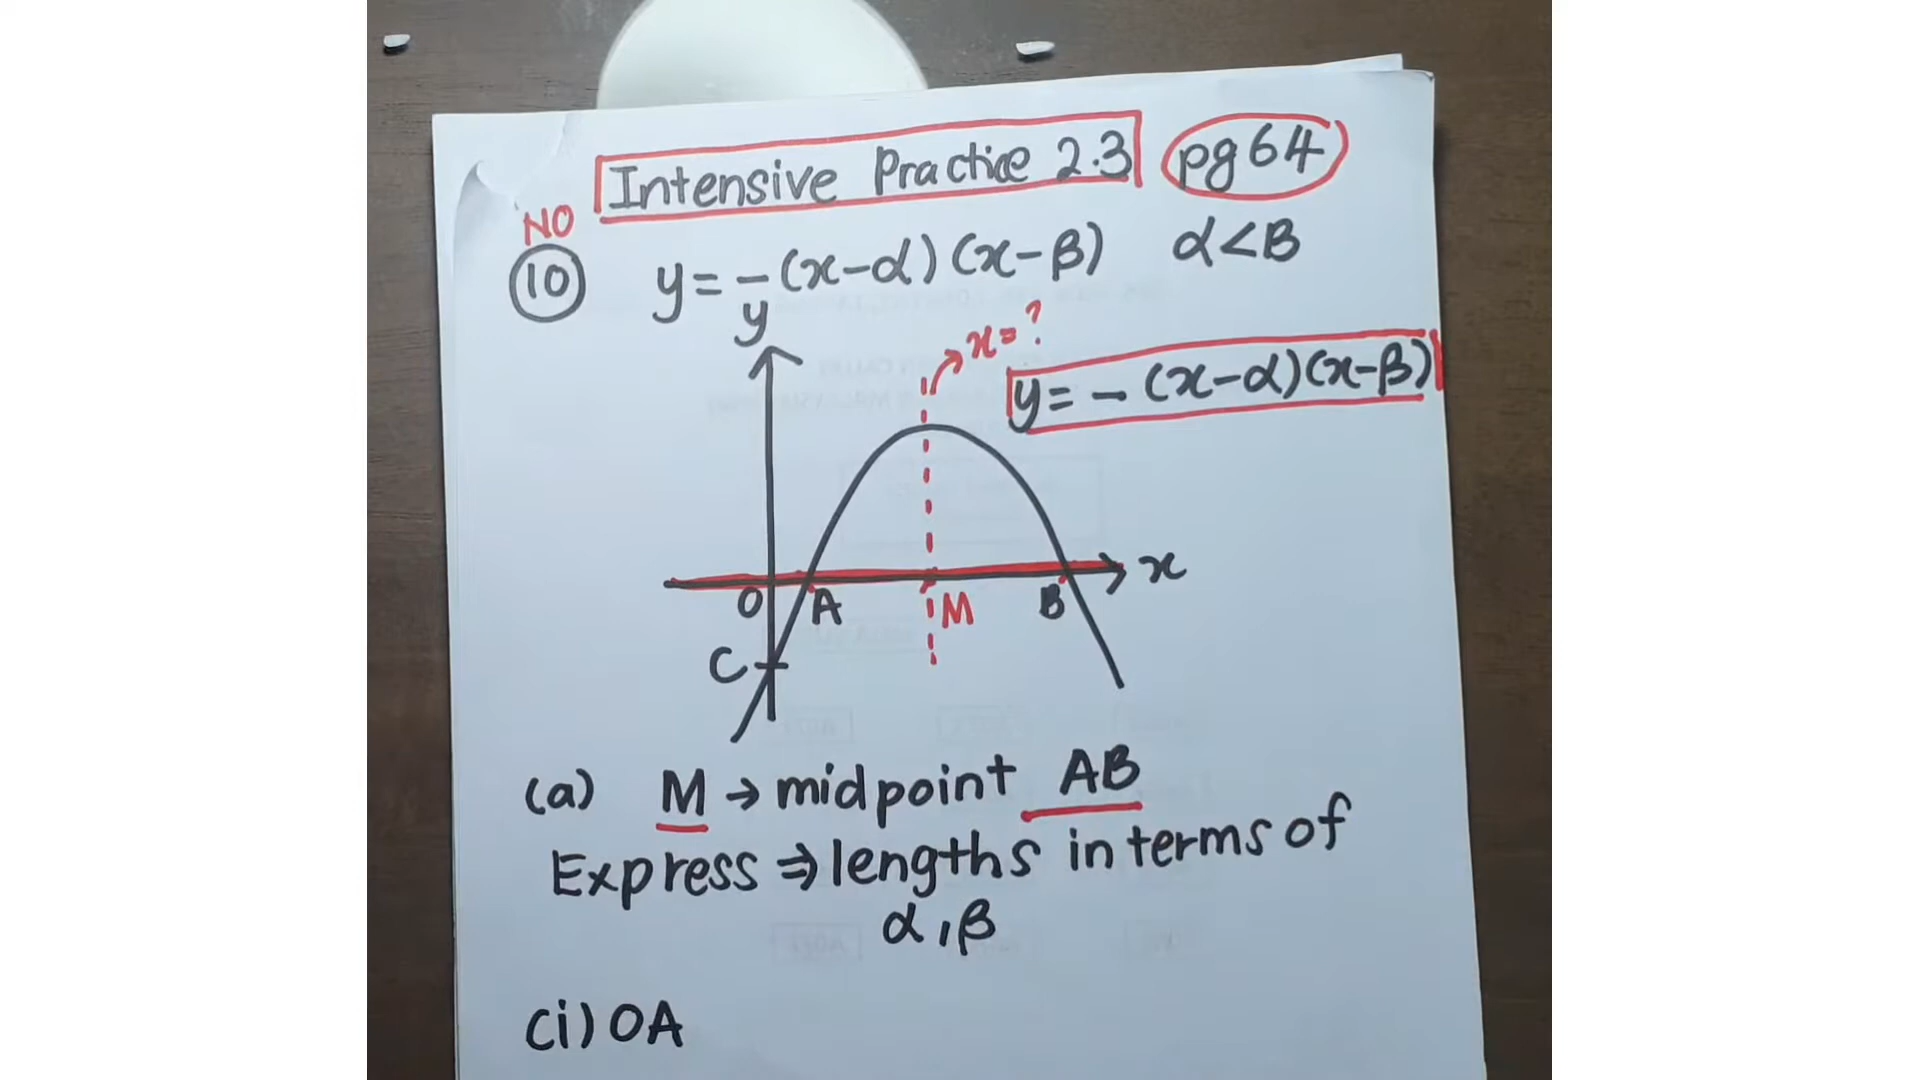 Intensive Practice 2.3 pg 64
NO
10 y = -(x-α)(x-β) α<B
y
x=?
y = -(x-α)(x-β)
x
O A M B
C
(a) M → midpoint AB
Express ⇒ lengths in terms of
α, β
(i) OA